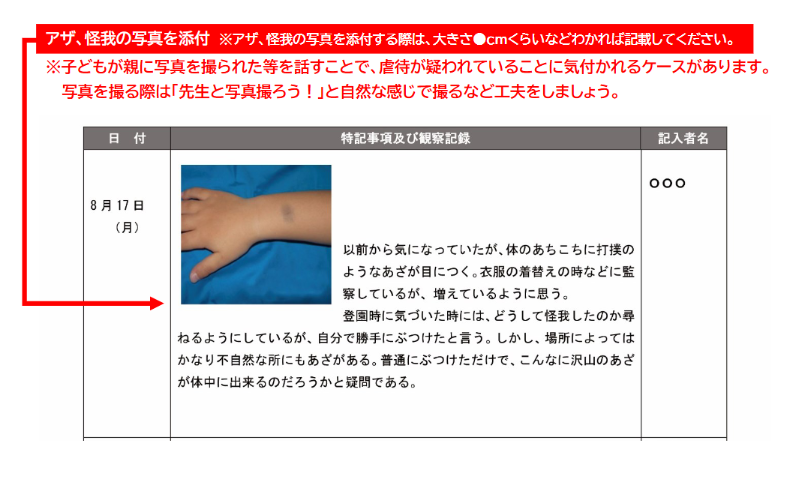 アザ、怪我の写真を添付 ※アザ、怪我の写真を添付する際は、大きさ●cmくらいなどわかれば記載してください。
※子どもが親に写真を撮られた等を話すことで、虐待が疑われていることに気付かれるケースがあります。
写真を撮る際は「先生と写真撮ろう!」と自然な感じで撮るなど工夫をしましょう。
日 付 特記事項及び観察記録 記入者名
8月17日
(月)
○○○
以前から気になっていたが、体のあちこちに打撲の
ようなあざが目につく。衣服の着替えの時などに監
察しているが、増えているように思う。
登園時に気づいた時には、どうして怪我したのか尋
ねるようにしているが、自分で勝手にぶつけたと言う。しかし、場所によっては
かなり不自然な所にもあざがある。普通にぶつけただけで、こんなに沢山のあざ
が体中に出来るのだろうかと疑問である。